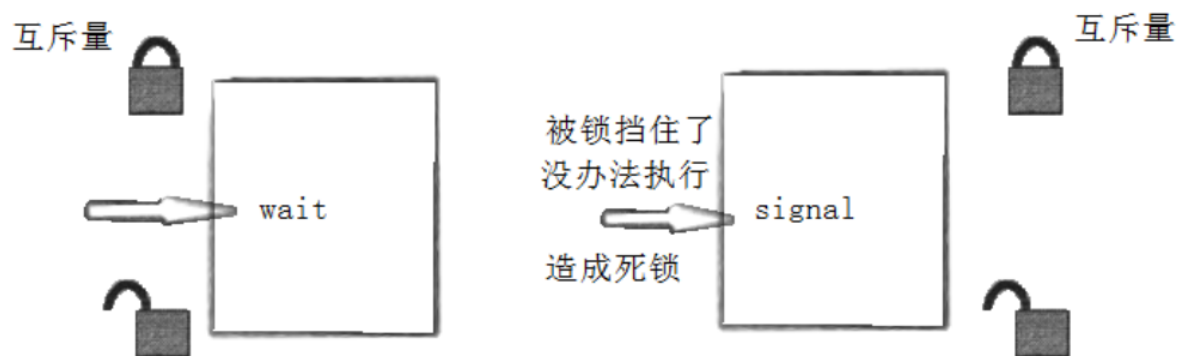 互斥量
互斥量
被锁挡住了
没办法执行
wait
signal
造成死锁